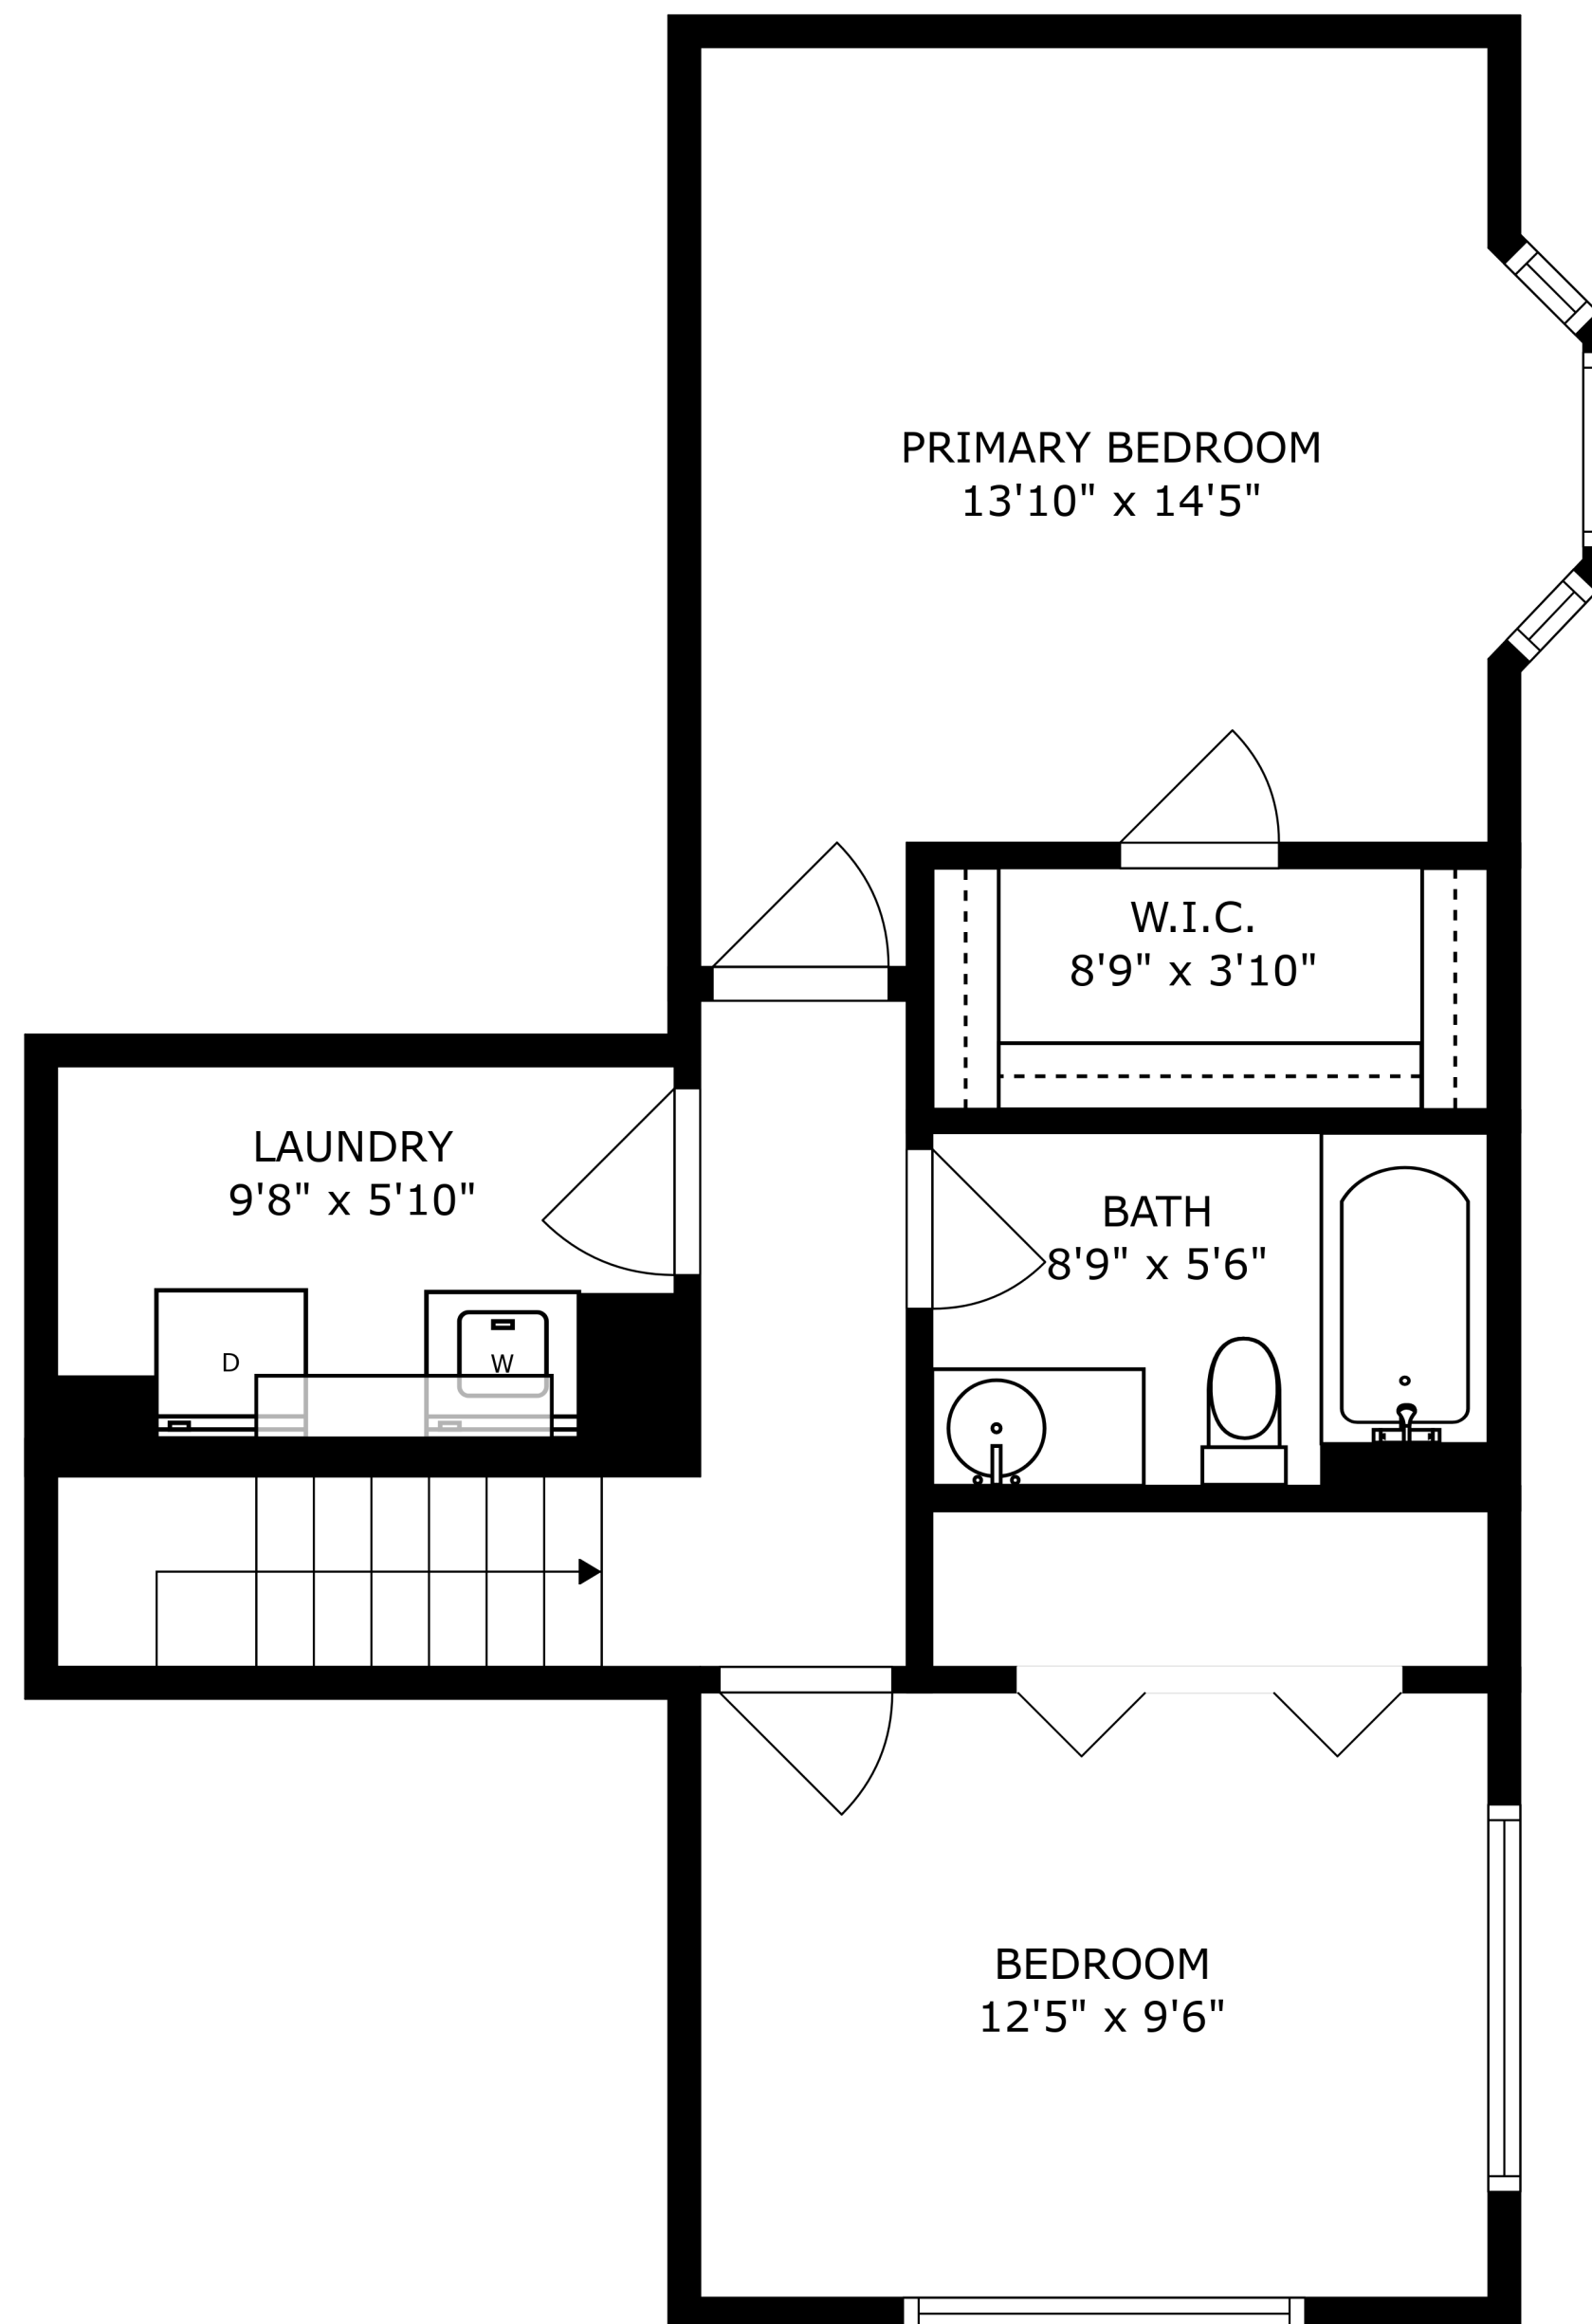 PRIMARY BEDROOM
13'10" x 14'5"
W.I.C.
8'9" x 3'10"
LAUNDRY
9'8" x 5'10"
BATH
8'9" x 5'6"
D
W
BEDROOM
12'5" x 9'6"